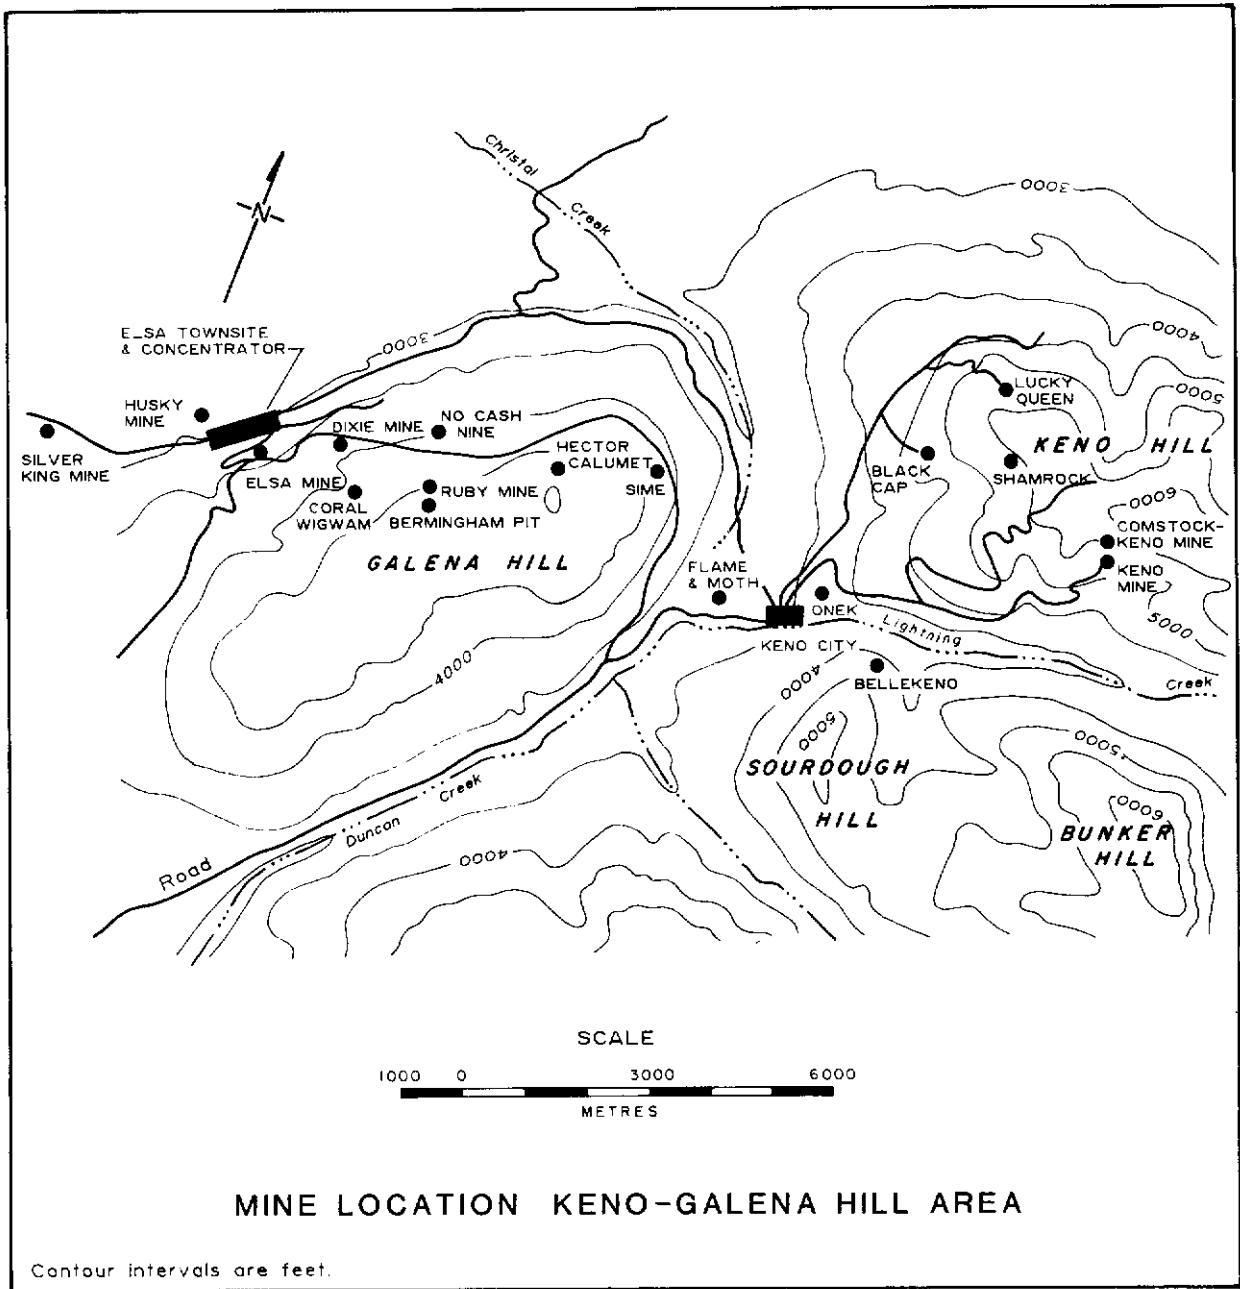 Christal
Creek
3000
N
ELSA TOWNSITE
& CONCENTRATOR
3000
4000
5000
HUSKY
MINE
DIXIE MINE
NO CASH
NINE
LUCKY
QUEEN
KENO HILL
SILVER
KING MINE
ELSA MINE
HECTOR
CALUMET
SIME
BLACK
CAP
SHAMROCK
CORAL
WIGWAM
RUBY MINE
BERMINGHAM PIT
6000
COMSTOCK-
KENO MINE
GALENA HILL
FLAME
& MOTH
KENO
MINE
ONEK
Lightning
5000
KENO CITY
4000
4000
BELLEKENO
Creek
5000
5000
SOURDOUGH
HILL
Creek
Duncan
6000
BUNKER
HILL
4000
Road
SCALE
1000 0 3000 6000
METRES
MINE LOCATION KENO-GALENA HILL AREA
Contour intervals are feet.